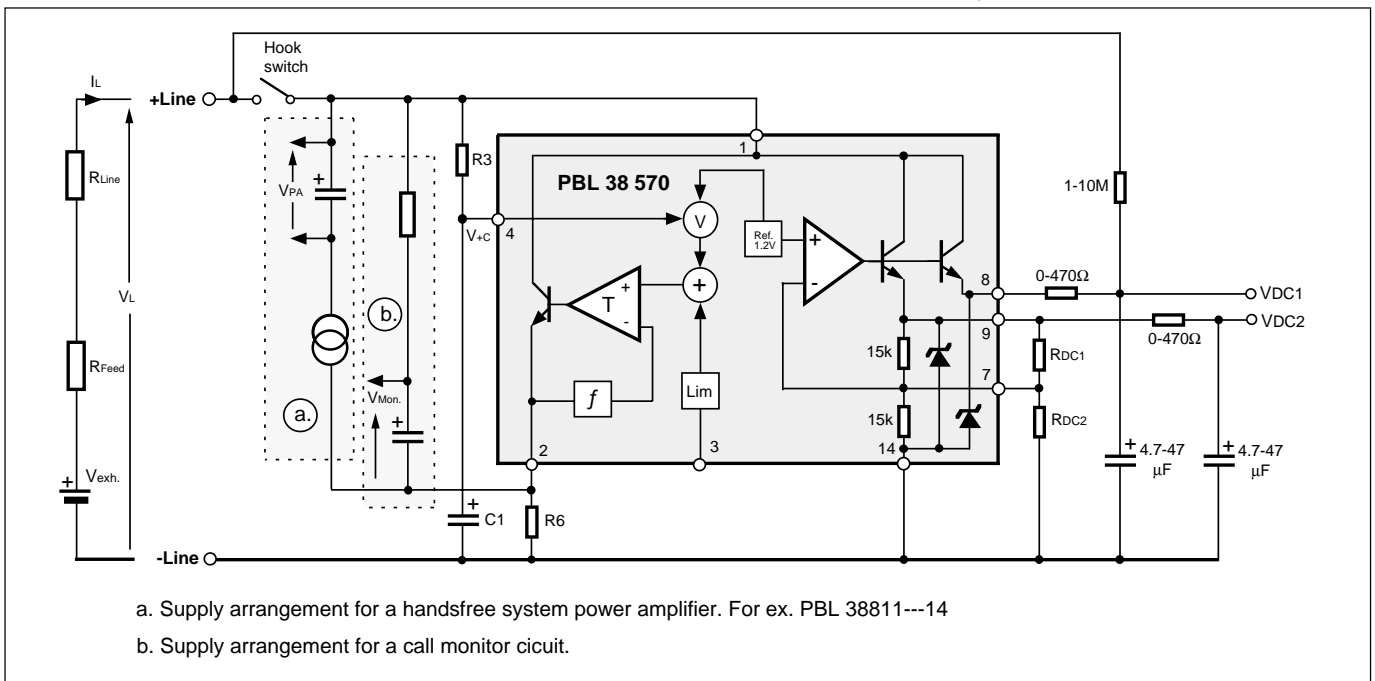 Hook
switch
IL
+Line
RLine
VL
RFeed
+
Vexh.
-Line
VPA
+
a.
b.
VMon.
+
R3
V+C
4
+
C1
R6
1
PBL 38 570
V
Ref.
1.2V
+
T
+
-
f
Lim
2
3
+
-
15k
15k
8
9
7
14
0-470Ω
0-470Ω
1-10M
VDC1
VDC2
RDC1
RDC2
+
4.7-47
µF
+
4.7-47
µF
a. Supply arrangement for a handsfree system power amplifier. For ex. PBL 38811---14
b. Supply arrangement for a call monitor cicuit.